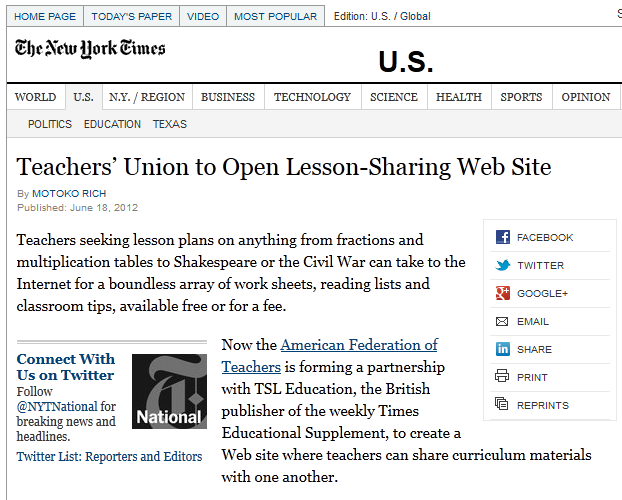 HOME PAGE TODAY'S PAPER VIDEO MOST POPULAR Edition: U.S. / Global
The New York Times
U.S.
WORLD U.S. N.Y. / REGION BUSINESS TECHNOLOGY SCIENCE HEALTH SPORTS OPINION
POLITICS EDUCATION TEXAS
Teachers’ Union to Open Lesson-Sharing Web Site
By MOTOKO RICH
Published: June 18, 2012
Teachers seeking lesson plans on anything from fractions and
multiplication tables to Shakespeare or the Civil War can take to the
Internet for a boundless array of work sheets, reading lists and
classroom tips, available free or for a fee.
FACEBOOK
TWITTER
GOOGLE+
EMAIL
SHARE
PRINT
REPRINTS
Connect With
Us on Twitter
Follow
@NYTNational for
breaking news and
headlines.
Twitter List: Reporters and Editors
T
National
Now the American Federation of
Teachers is forming a partnership
with TSL Education, the British
publisher of the weekly Times
Educational Supplement, to create a
Web site where teachers can share curriculum materials
with one another.